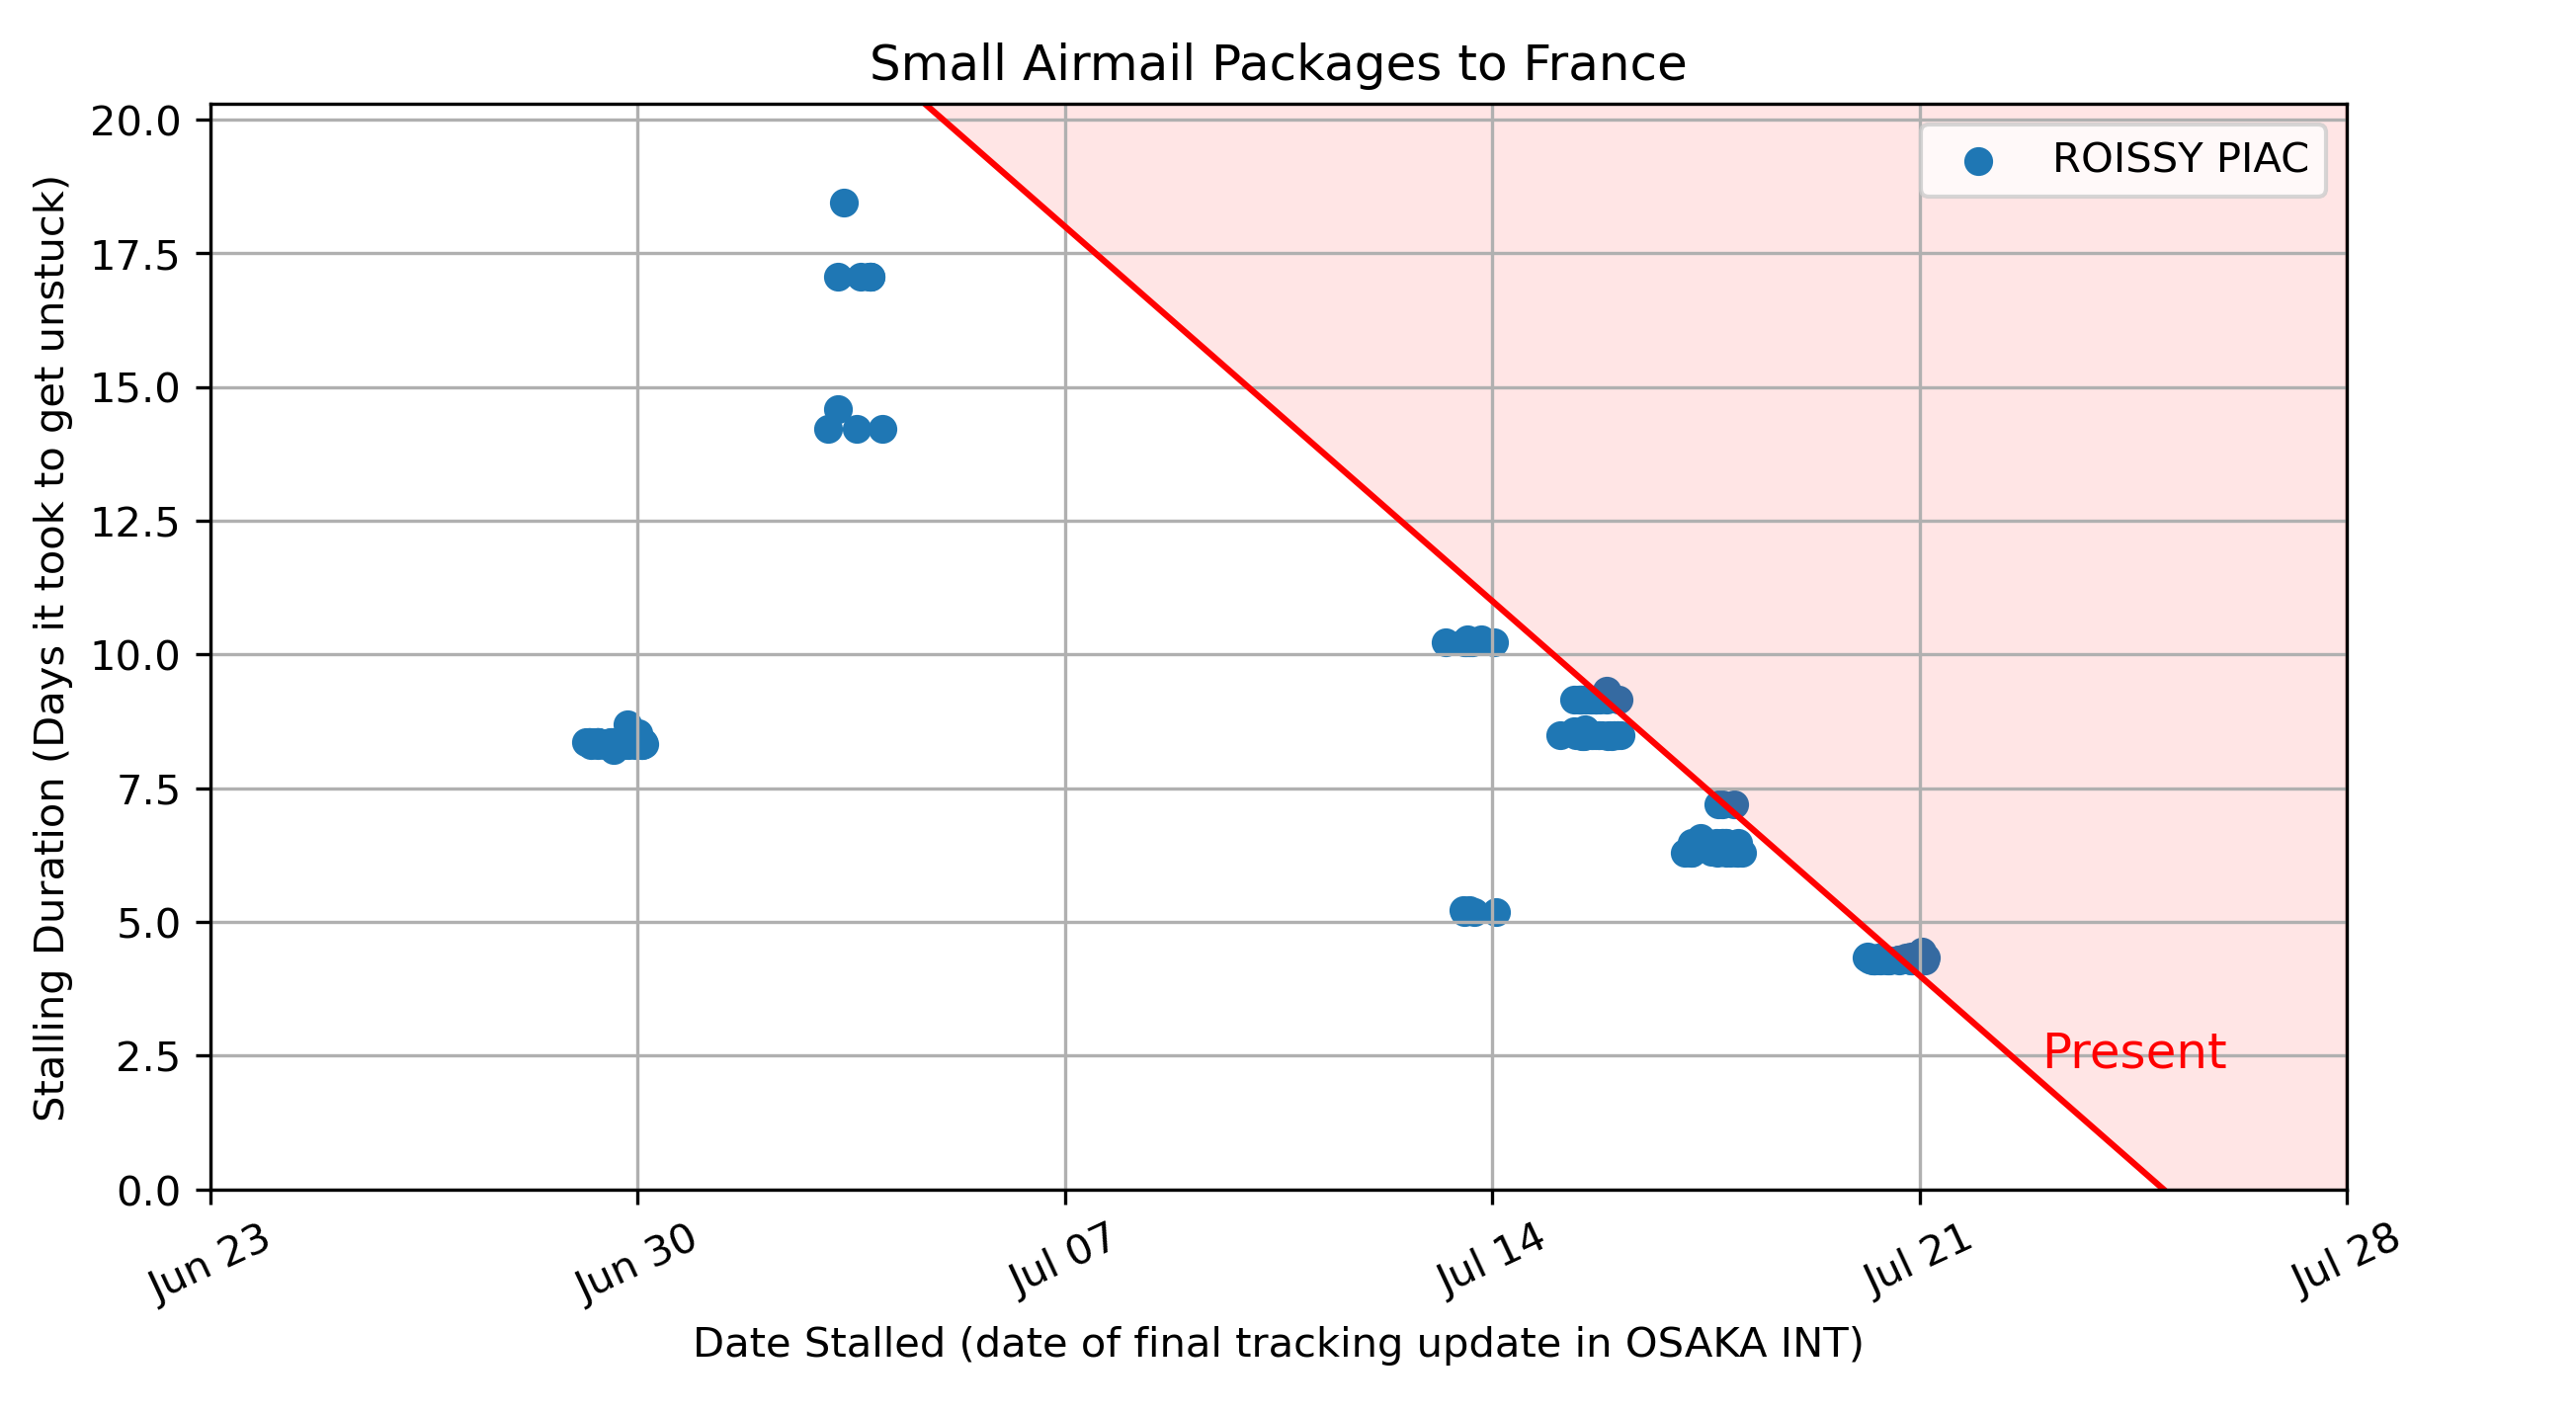 Small Airmail Packages to France
Stalling Duration (Days it took to get unstuck)
20.0
17.5
15.0
12.5
10.0
7.5
5.0
2.5
0.0
ROISSY PIAC
Present
Jun 23
Jun 30
Jul 07
Jul 14
Jul 21
Jul 28
Date Stalled (date of final tracking update in OSAKA INT)